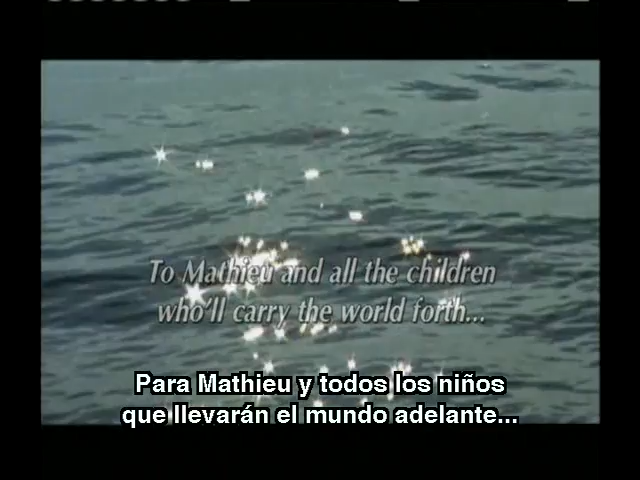 To Mathieu and all the children
who'll carry the world forth...
Para Mathieu y todos los niños
que llevarán el mundo adelante...